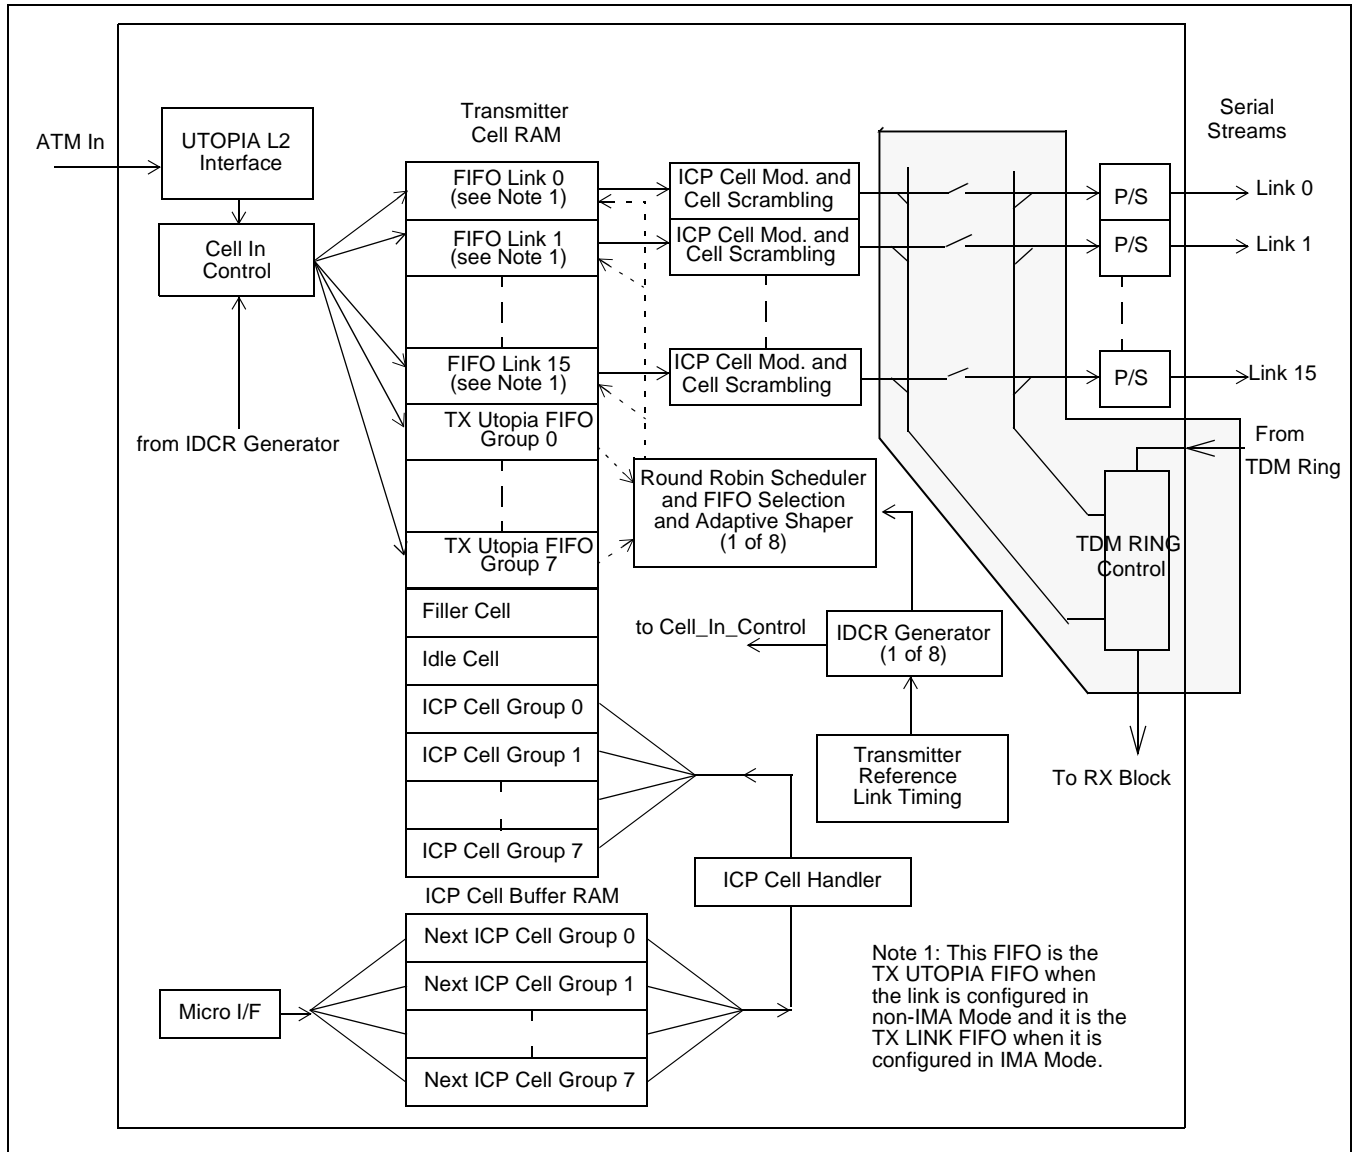 Transmitter
Cell RAM
Serial
Streams
ATM In
UTOPIA L2
Interface
Cell In
Control
from IDCR Generator
FIFO Link 0
(see Note 1)
FIFO Link 1
(see Note 1)
FIFO Link 15
(see Note 1)
TX Utopia FIFO
Group 0
TX Utopia FIFO
Group 7
Filler Cell
Idle Cell
ICP Cell Group 0
ICP Cell Group 1
ICP Cell Group 7
ICP Cell Mod. and
Cell Scrambling
ICP Cell Mod. and
Cell Scrambling
ICP Cell Mod. and
Cell Scrambling
P/S
P/S
P/S
Link 0
Link 1
Link 15
From
TDM Ring
Round Robin Scheduler
and FIFO Selection
and Adaptive Shaper
(1 of 8)
TDM RING
Control
to Cell_In_Control
IDCR Generator
(1 of 8)
Transmitter
Reference
Link Timing
To RX Block
ICP Cell Handler
ICP Cell Buffer RAM
Next ICP Cell Group 0
Next ICP Cell Group 1
Next ICP Cell Group 7
Micro I/F
Note 1: This FIFO is the
TX UTOPIA FIFO when
the link is configured in
non-IMA Mode and it is the
TX LINK FIFO when it is
configured in IMA Mode.